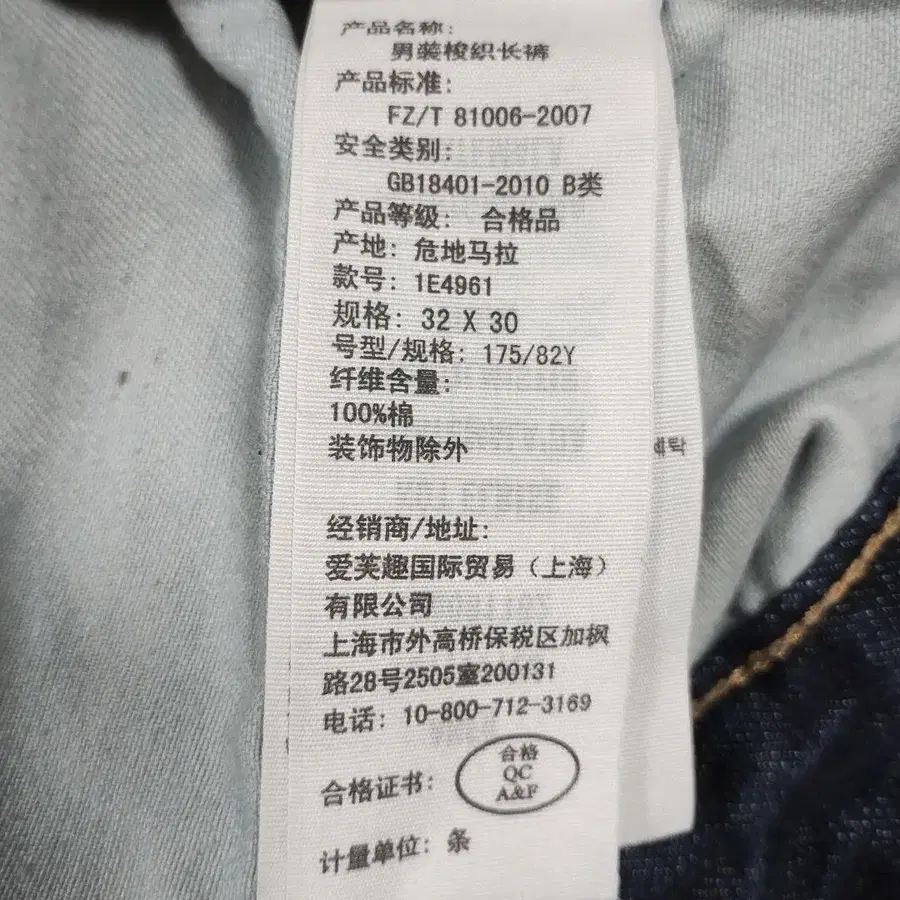 产品名称:
男装梭织长裤
产品标准:
FZ/T 81006-2007
安全类别:
GB18401-2010 B类
产品等级: 合格品
产地: 危地马拉
款号: 1E4961
规格: 32 X 30
号型/规格: 175/82Y
纤维含量:
100%棉
装饰物除外
经销商/地址:
爱芙趣国际贸易（上海）
有限公司
上海市外高桥保税区加枫
路28号2505室200131
电话: 10-800-712-3169
合格证书:
合格
QC
A&F
计量单位: 条